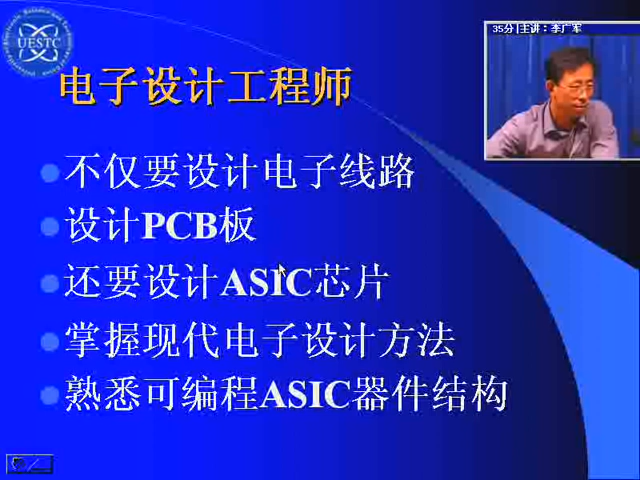 UESTC
35分|主讲：李广军
电子设计工程师
不仅要设计电子线路
设计PCB板
还要设计ASIC芯片
掌握现代电子设计方法
熟悉可编程ASIC器件结构